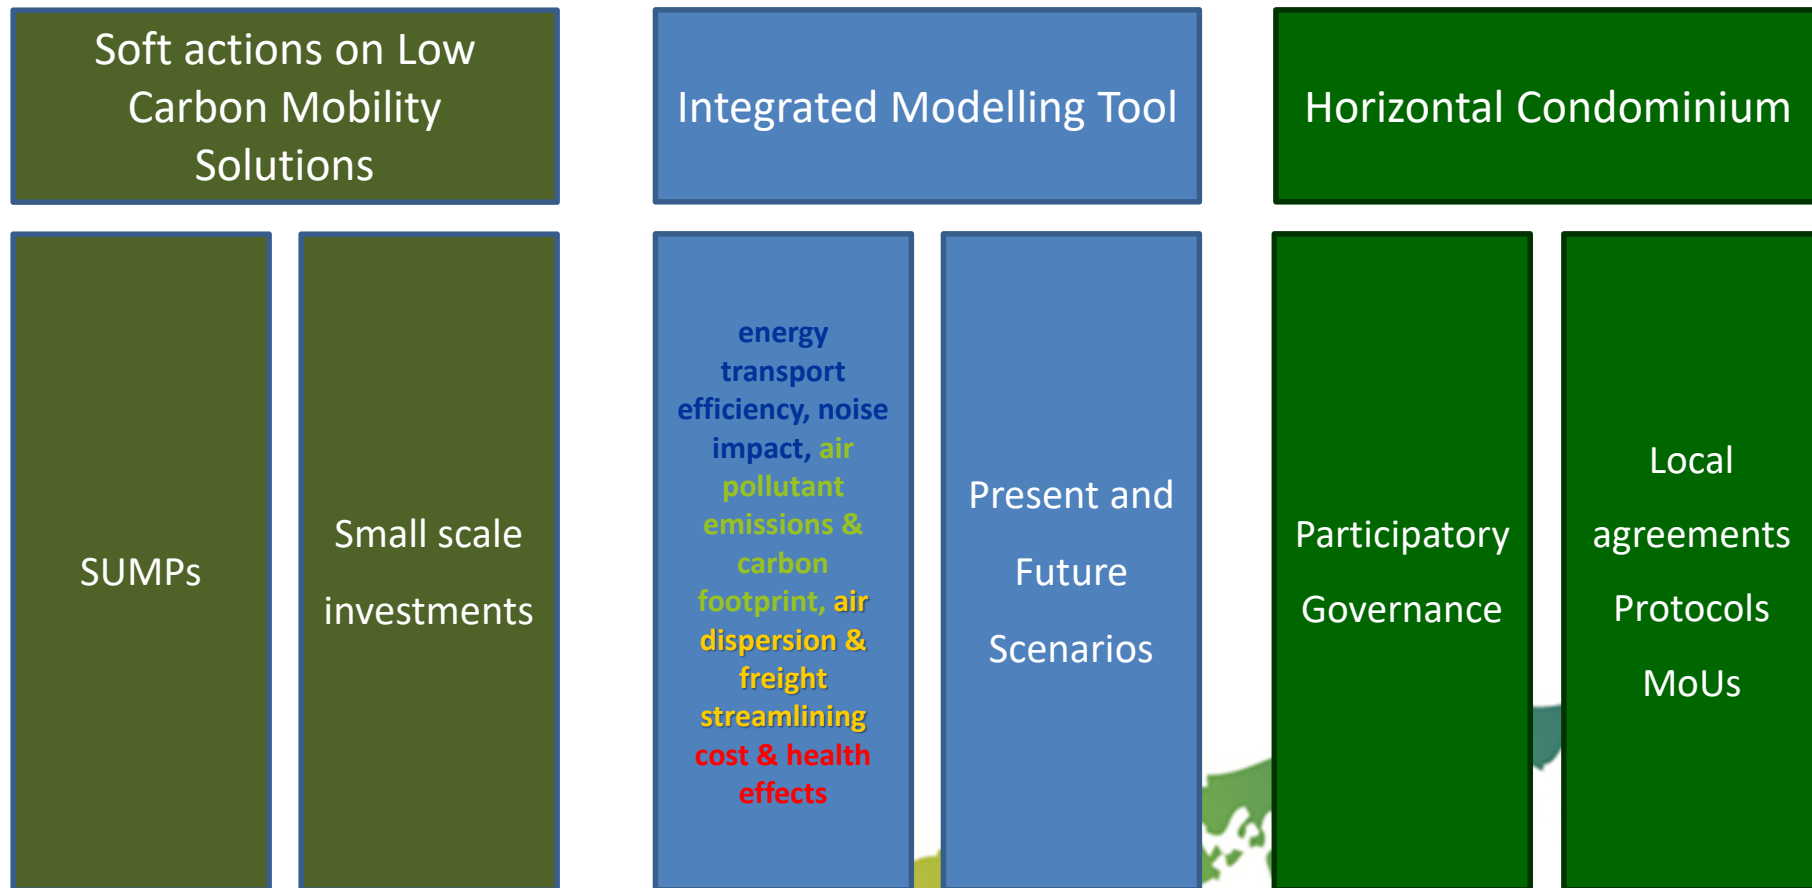 Soft actions on Low
Carbon Mobility
Solutions
Integrated Modelling Tool
Horizontal Condominium
SUMPs
Small scale
investments
energy
transport
efficiency, noise
impact, air
pollutant
emissions &
carbon
footprint, air
dispersion &
freight
streamlining
cost & health
effects
Present and
Future
Scenarios
Participatory
Governance
Local
agreements
Protocols
MoUs